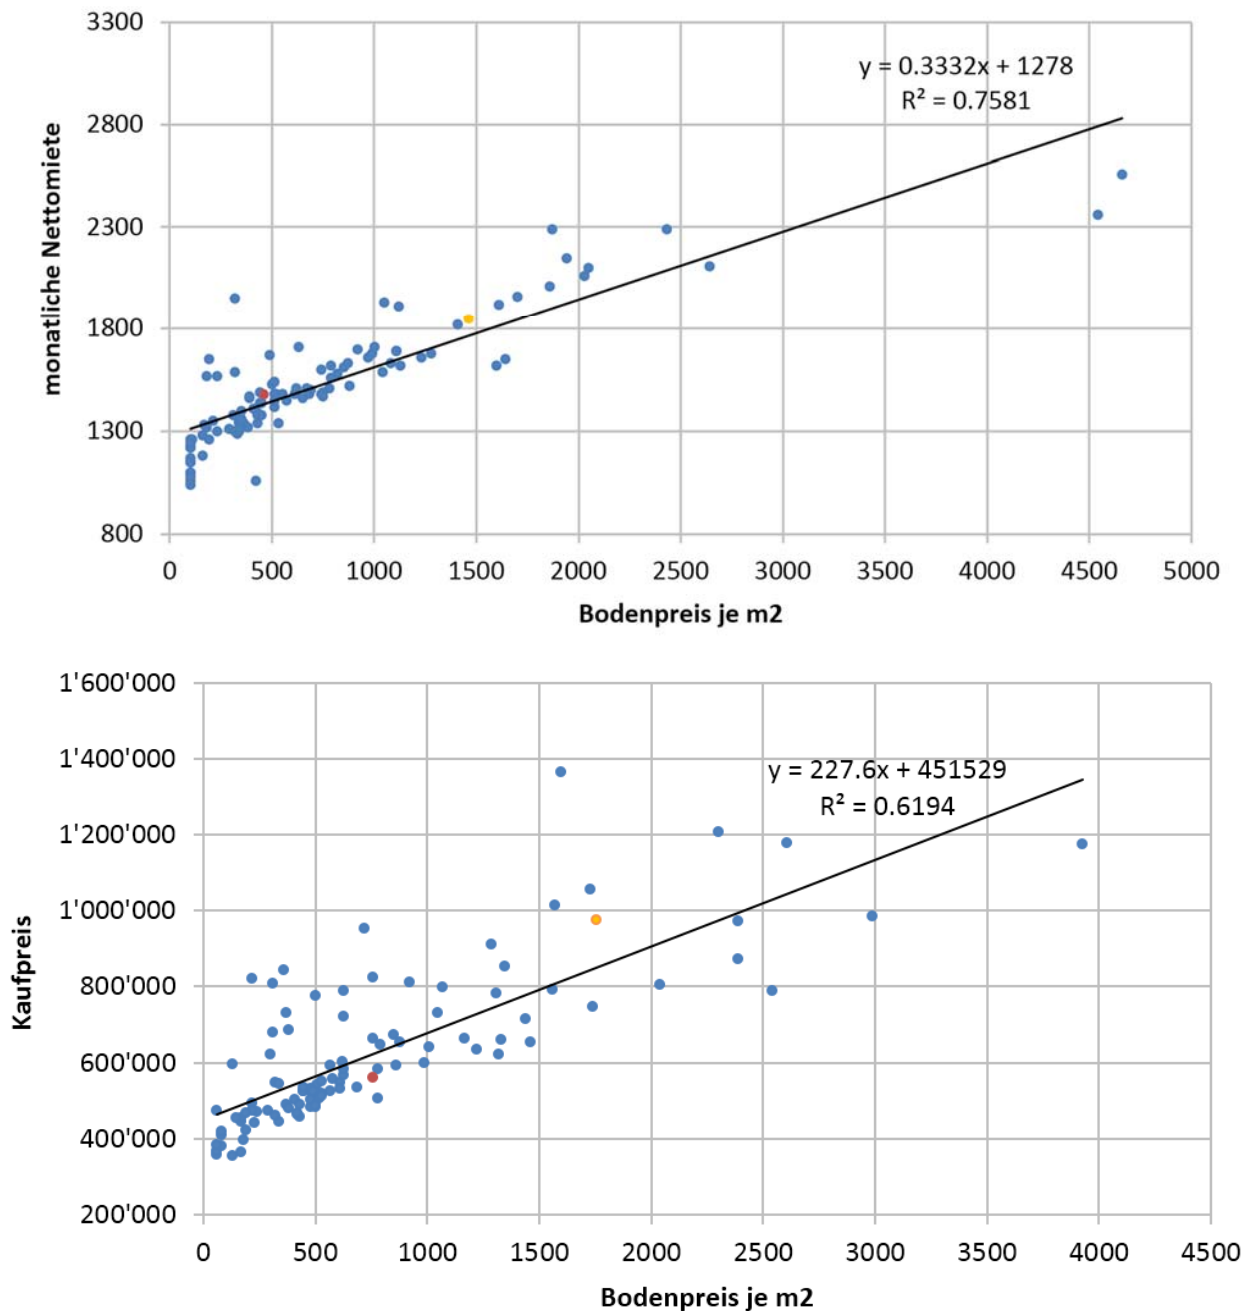 3300
y = 0.3332x + 1278
R² = 0.7581
2800
2300
1800
1300
800
monatliche Nettomiete
0 500 1000 1500 2000 2500 3000 3500 4000 4500 5000
Bodenpreis je m2
1'600'000
1'400'000
y = 227.6x + 451529
R² = 0.6194
1'200'000
1'000'000
800'000
600'000
400'000
200'000
Kaufpreis
0 500 1000 1500 2000 2500 3000 3500 4000 4500
Bodenpreis je m2